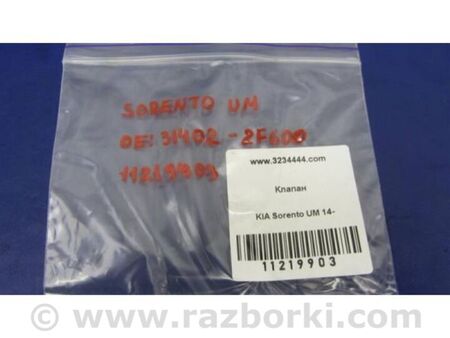 SORENTO UM
OE: 31402-2F600
11219903
www.3234444.com
Клапан
KIA Sorento UM 14-
11219903
© www.razborki.com